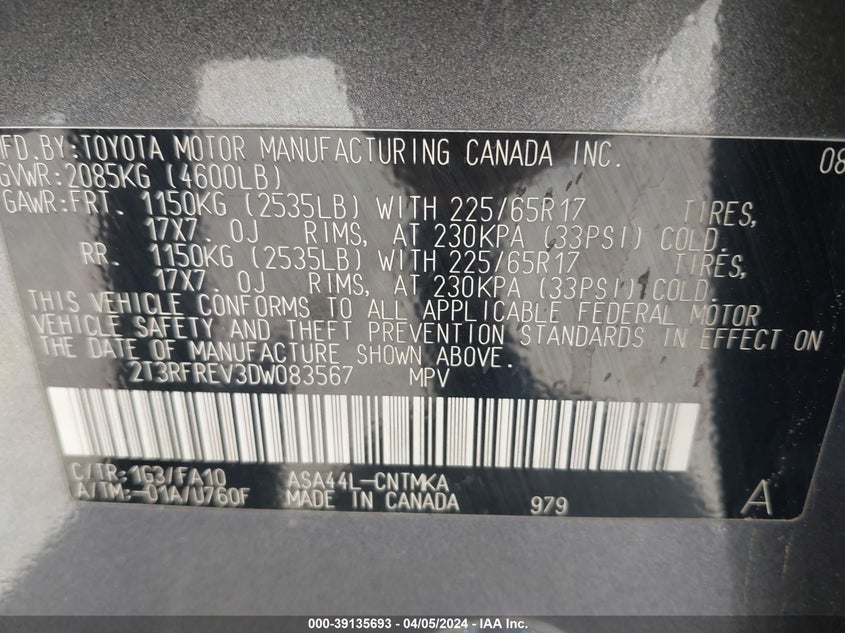 MFD.BY:TOYOTA MOTOR MANUFACTURING CANADA INC. 08
GVWR:2085KG (4600LB)
GAWR:FRT. 1150KG (2535LB) WITH 225/65R17 TIRES,
17X7. 0J RIMS, AT 230KPA (33PSI) COLD.
RR. 1150KG (2535LB) WITH 225/65R17 TIRES,
17X7. 0J RIMS, AT 230KPA (33PSI) COLD.
THIS VEHICLE CONFORMS TO ALL APPLICABLE FEDERAL MOTOR
VEHICLE SAFETY AND THEFT PREVENTION STANDARDS IN EFFECT ON
THE DATE OF MANUFACTURE SHOWN ABOVE.
2T3RFREV3DW083567 MPV
C/TR:1G3/FA10 ASA44L-CNTMKA
A/TM:-01A/U760F MADE IN CANADA 979 A
000-39135693 - 04/05/2024 - IAA Inc.